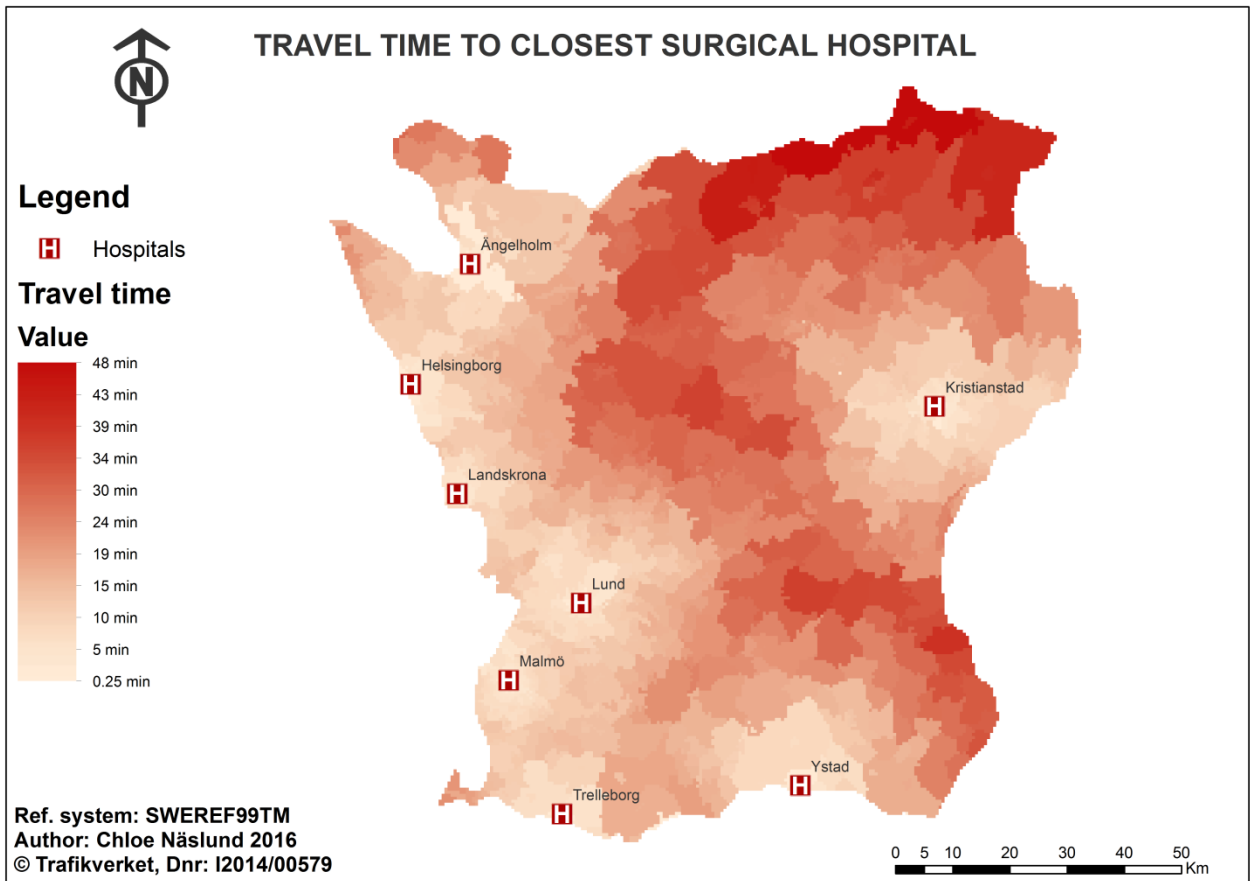 TRAVEL TIME TO CLOSEST SURGICAL HOSPITAL
N
Legend
H Hospitals
Travel time
Value
48 min
43 min
39 min
34 min
30 min
24 min
19 min
15 min
10 min
5 min
0.25 min
Ängelholm
H
Helsingborg
H
Kristianstad
H
Landskrona
H
Lund
H
Malmö
H
Ystad
H
Trelleborg
H
Ref. system: SWEREF99TM
Author: Chloe Näslund 2016
© Trafikverket, Dnr: I2014/00579
0 5 10 20 30 40 50
Km